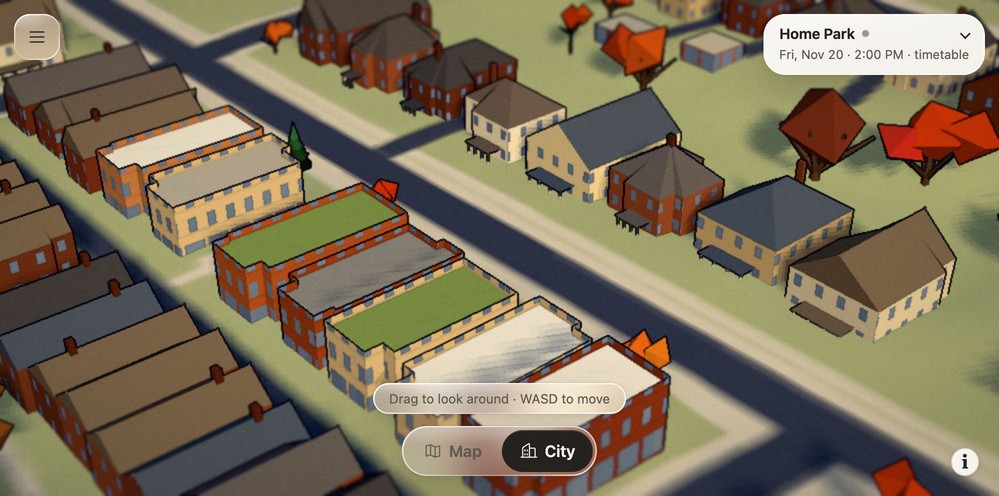 Home Park
Fri, Nov 20 · 2:00 PM · timetable
Drag to look around · WASD to move
Map
City
i